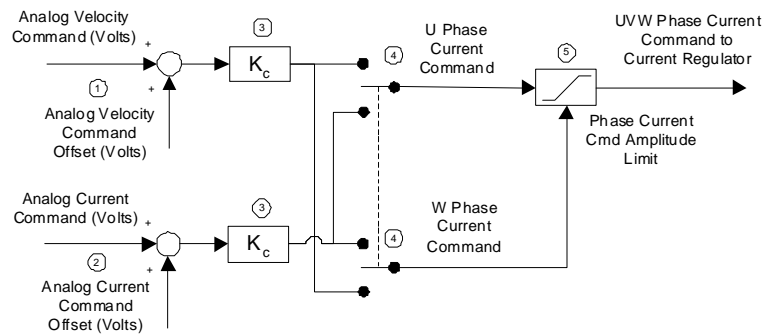 Analog Velocity
Command (Volts)
+
1
+
Analog Velocity
Command
Offset (Volts)
3
K c
4
U Phase
Current
Command
5
UVW Phase Current
Command to
Current Regulator
Phase Current
Cmd Amplitude
Limit
Analog Current
Command (Volts)
+
2
+
Analog Current
Command
Offset (Volts)
3
K c
4
W Phase
Current
Command